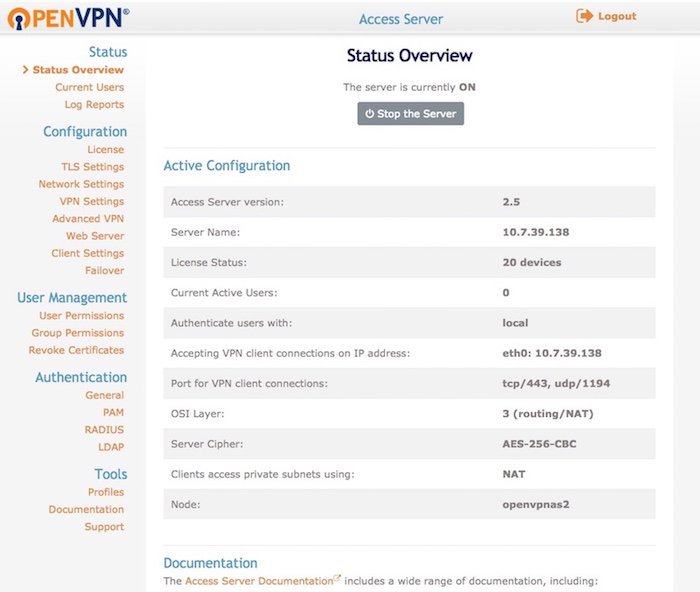 OPENVPN®
Access Server
Logout
Status
Status Overview
Current Users
Log Reports
Configuration
License
TLS Settings
Network Settings
VPN Settings
Advanced VPN
Web Server
Client Settings
Failover
User Management
User Permissions
Group Permissions
Revoke Certificates
Authentication
General
PAM
RADIUS
LDAP
Tools
Profiles
Documentation
Support
Status Overview
The server is currently ON
Stop the Server
Active Configuration
Access Server version: 2.5
Server Name: 10.7.39.138
License Status: 20 devices
Current Active Users: 0
Authenticate users with: local
Accepting VPN client connections on IP address: eth0: 10.7.39.138
Port for VPN client connections: tcp/443, udp/1194
OSI Layer: 3 (routing/NAT)
Server Cipher: AES-256-CBC
Clients access private subnets using: NAT
Node: openvpnas2
Documentation
The Access Server Documentation includes a wide range of documentation, including: